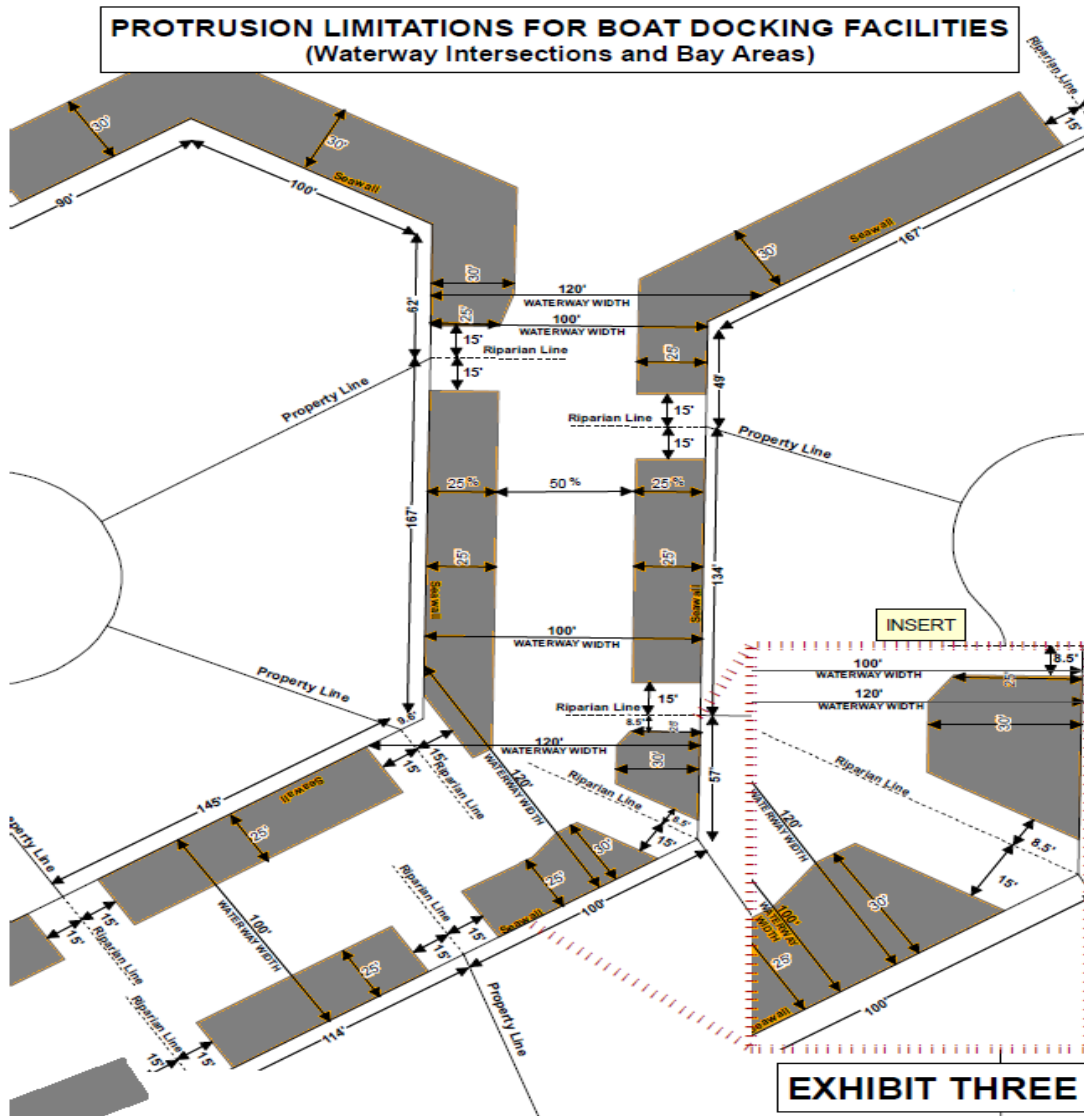 PROTRUSION LIMITATIONS FOR BOAT DOCKING FACILITIES
(Waterway Intersections and Bay Areas)
Riparian Line
15'
30'
30'
Seawall
100'
90'
Seawall
167'
30'
30'
120'
WATERWAY WIDTH
62'
25'
100'
WATERWAY WIDTH
15'
Riparian Line
15'
25'
49'
Property Line
15'
Riparian Line
15'
Property Line
25%
50%
25%
167'
25'
25'
134'
Seawall
Seawall
100'
WATERWAY WIDTH
INSERT
8.5'
100'
WATERWAY WIDTH
25'
120'
WATERWAY WIDTH
30'
Property Line
15'
Riparian Line
8.5'
120'
WATERWAY WIDTH
30'
57'
15'
Riparian Line
120'
WATERWAY WIDTH
Riparian Line
8.5'
15'
Seawall
145'
25'
30'
25'
Riparian Line
120'
WATERWAY WIDTH
8.5'
15'
30'
100'
WATERWAY WIDTH
25'
Seawall
100'
Property Line
15'
15'
Riparian Line
100'
WATERWAY WIDTH
Riparian Line
15'
15'
Seawall
100'
25'
Property Line
114'
Riparian Line
15'
15'
EXHIBIT THREE